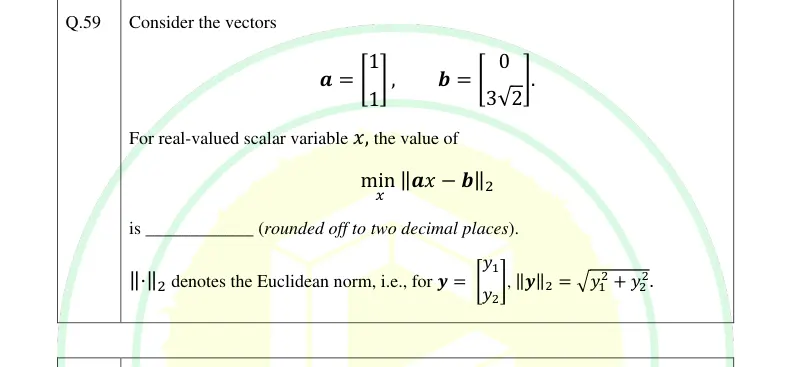 Q.59 Consider the vectors
𝒂 = [1 1], 𝒃 = [0 3√2].
For real-valued scalar variable 𝑥, the value of
min ‖𝒂𝑥 − 𝒃‖₂
𝑥
is ____________ (rounded off to two decimal places).
‖·‖₂ denotes the Euclidean norm, i.e., for 𝒚 = [𝑦₁ 𝑦₂], ‖𝒚‖₂ = √(𝑦₁² + 𝑦₂²).